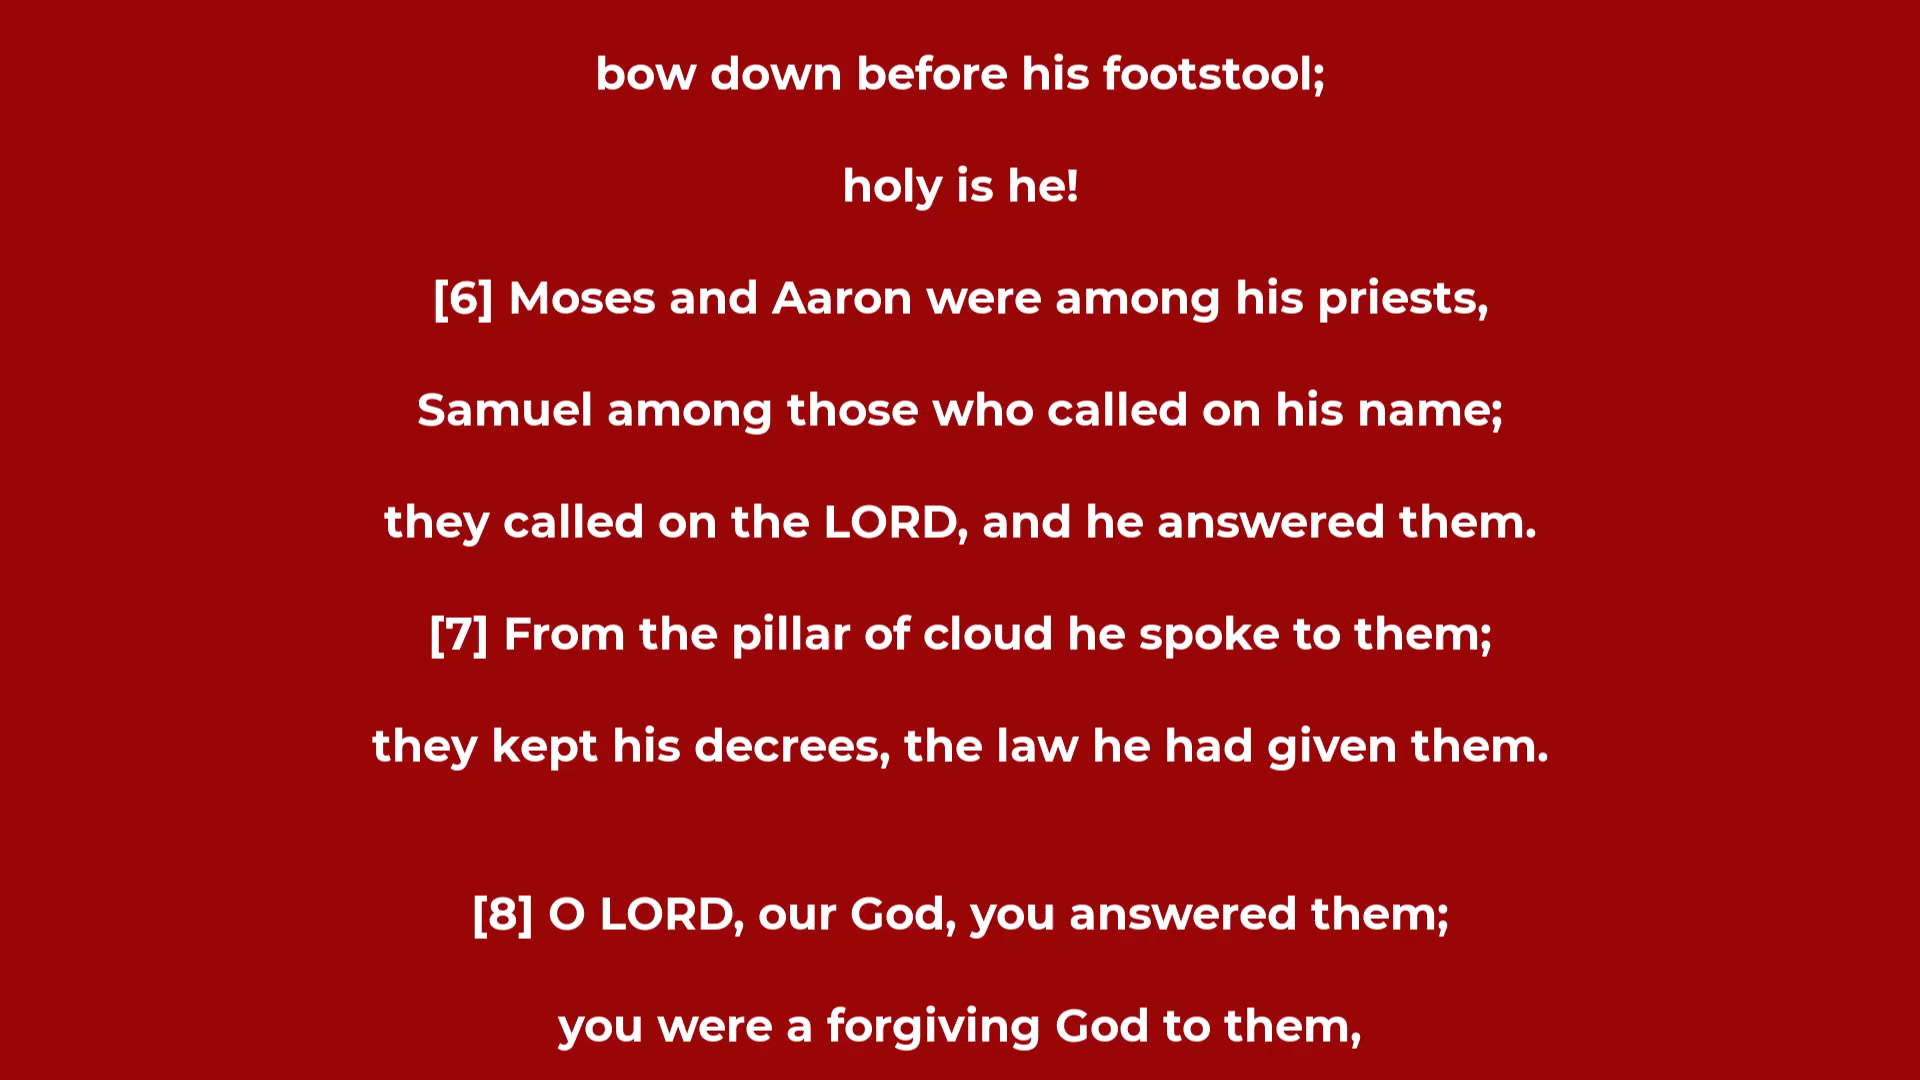 bow down before his footstool;
holy is he!
[6] Moses and Aaron were among his priests,
Samuel among those who called on his name;
they called on the LORD, and he answered them.
[7] From the pillar of cloud he spoke to them;
they kept his decrees, the law he had given them.
[8] O LORD, our God, you answered them;
you were a forgiving God to them,